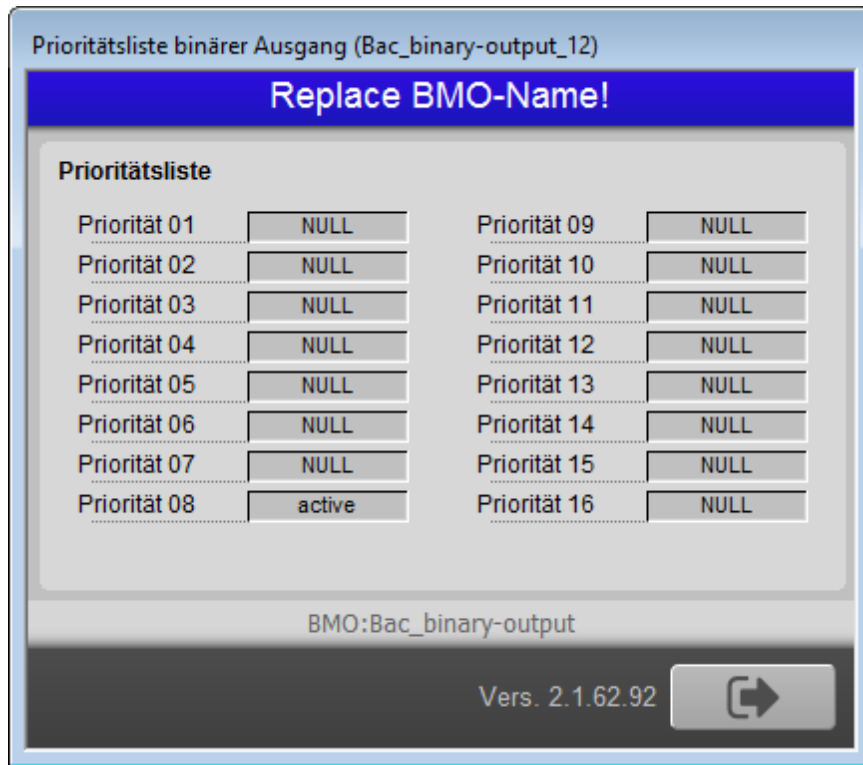 Prioritätsliste binärer Ausgang (Bac_binary-output_12)
Replace BMO-Name!
Prioritätsliste
Priorität 01 NULL Priorität 09 NULL
Priorität 02 NULL Priorität 10 NULL
Priorität 03 NULL Priorität 11 NULL
Priorität 04 NULL Priorität 12 NULL
Priorität 05 NULL Priorität 13 NULL
Priorität 06 NULL Priorität 14 NULL
Priorität 07 NULL Priorität 15 NULL
Priorität 08 active Priorität 16 NULL
BMO:Bac_binary-output
Vers. 2.1.62.92